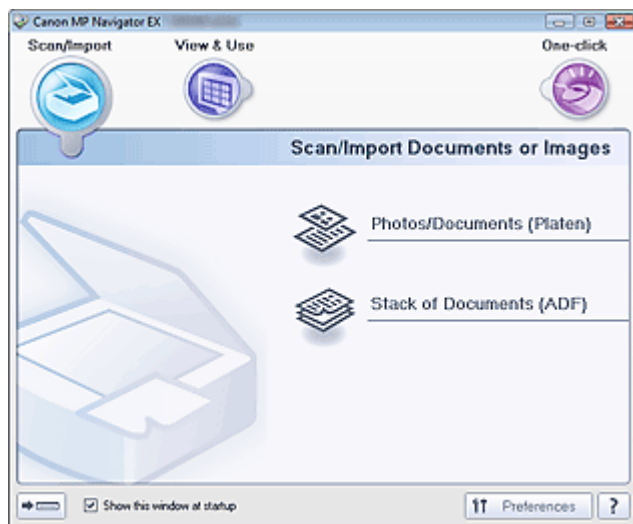 Canon MP Navigator EX
Scan/Import
View & Use
One-click
Scan/Import Documents or Images
Photos/Documents (Platen)
Stack of Documents (ADF)
Show this window at startup
Preferences
?